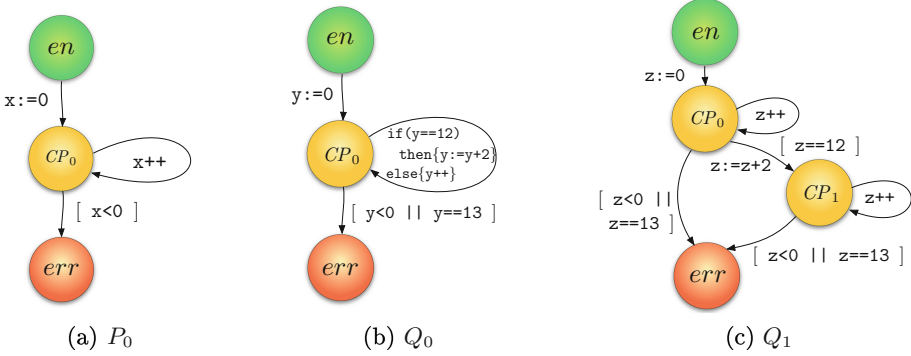 en
x:=0
CP0
x++
[ x<0 ]
err
(a) P0
en
y:=0
CP0
if(y==12)
then{y:=y+2}
else{y++}
[ y<0 || y==13 ]
err
(b) Q0
en
z:=0
CP0
z++
[ z==12 ]
z:=z+2
CP1
z++
[ z<0 ||
z==13 ]
[ z<0 || z==13 ]
err
(c) Q1